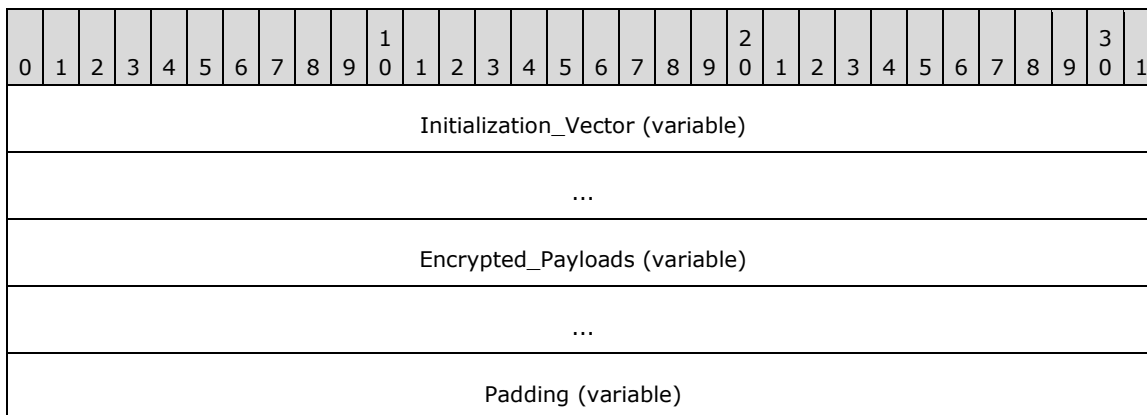 1 2 3
0 1 2 3 4 5 6 7 8 9 0 1 2 3 4 5 6 7 8 9 0 1 2 3 4 5 6 7 8 9 0 1
Initialization_Vector (variable)
...
Encrypted_Payloads (variable)
...
Padding (variable)